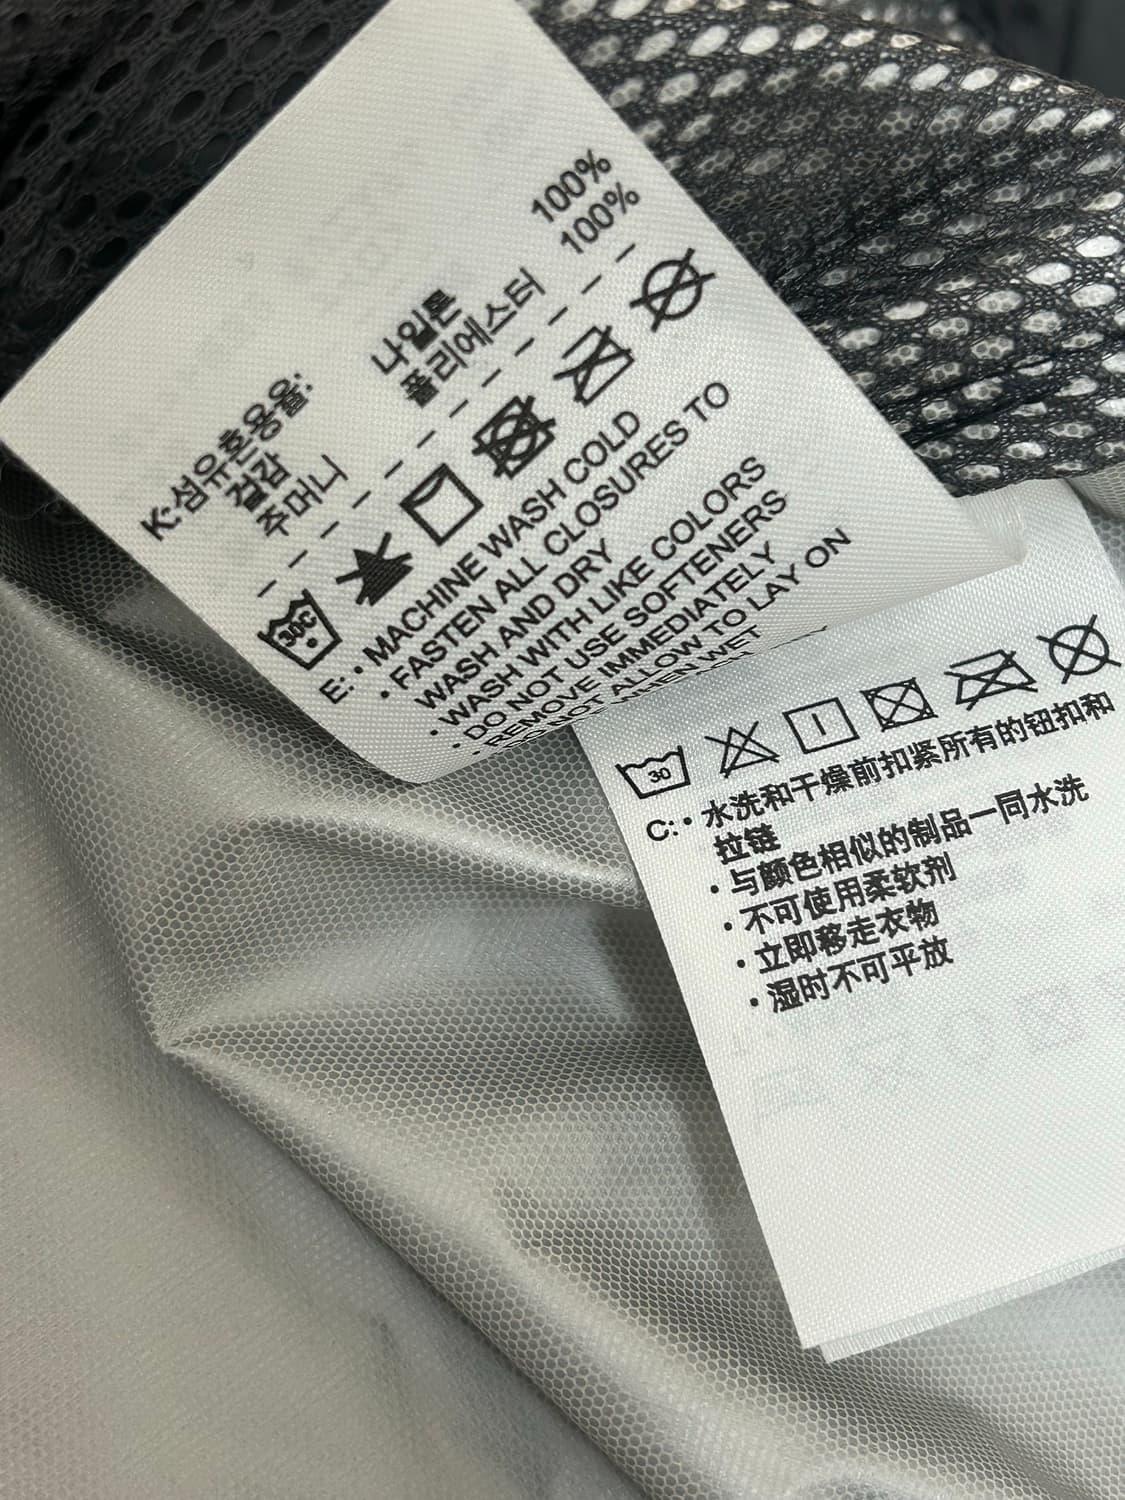 K:섬유혼용율:
겉감 나일론 100%
주머니 폴리에스터 100%
30C
E: • MACHINE WASH COLD
• FASTEN ALL CLOSURES TO
WASH AND DRY
• WASH WITH LIKE COLORS
• DO NOT USE SOFTENERS
• REMOVE IMMEDIATELY
• DO NOT ALLOW TO LAY ON
WHEN WET
30
C: • 水洗和干燥前扣紧所有的钮扣和
拉链
• 与颜色相似的制品一同水洗
• 不可使用柔软剂
• 立即移走衣物
• 湿时不可平放